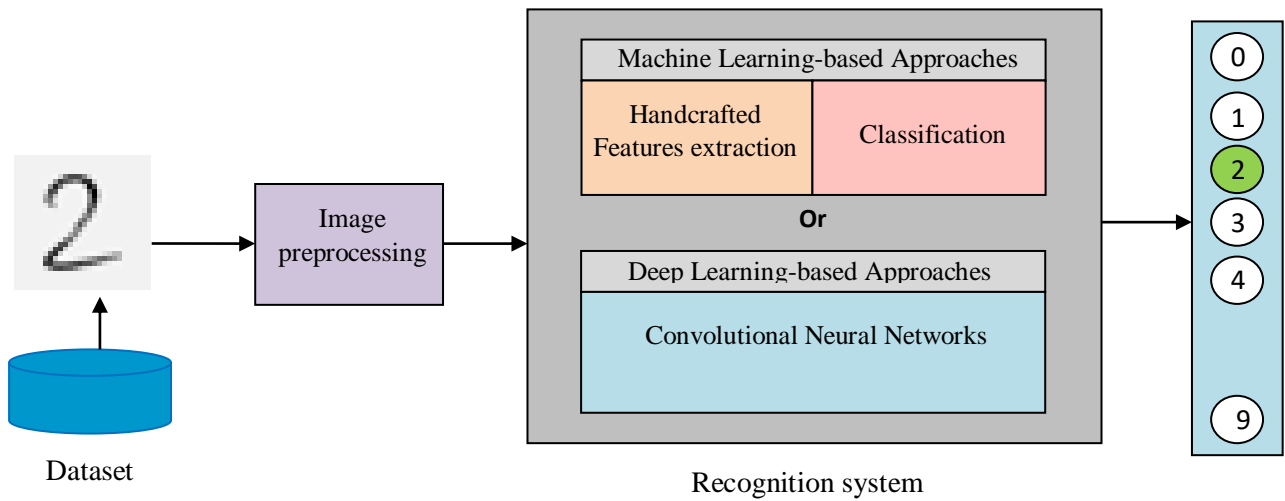 Machine Learning-based Approaches
Handcrafted
Features extraction
Classification
Or
Deep Learning-based Approaches
Convolutional Neural Networks
Image
preprocessing
2
Dataset
Recognition system
0
1
2
3
4
9